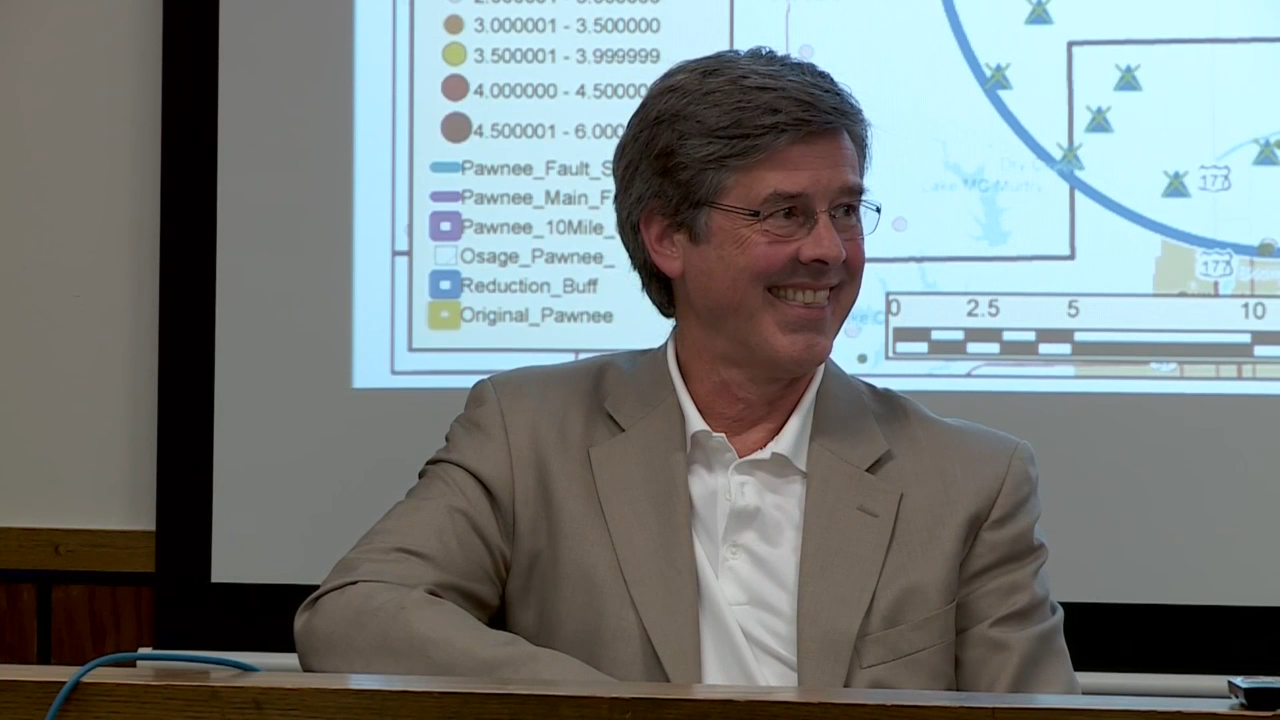 3.000001 - 3.500000
3.500001 - 3.999999
4.000000 - 4.50000
4.500001 - 6.000
Pawnee_Fault_S
Pawnee_Main_F
Pawnee_10Mile_
Osage_Pawnee_
Reduction_Buff
Original_Pawnee
Lake MC Murtry
177
177
0 2.5 5 10